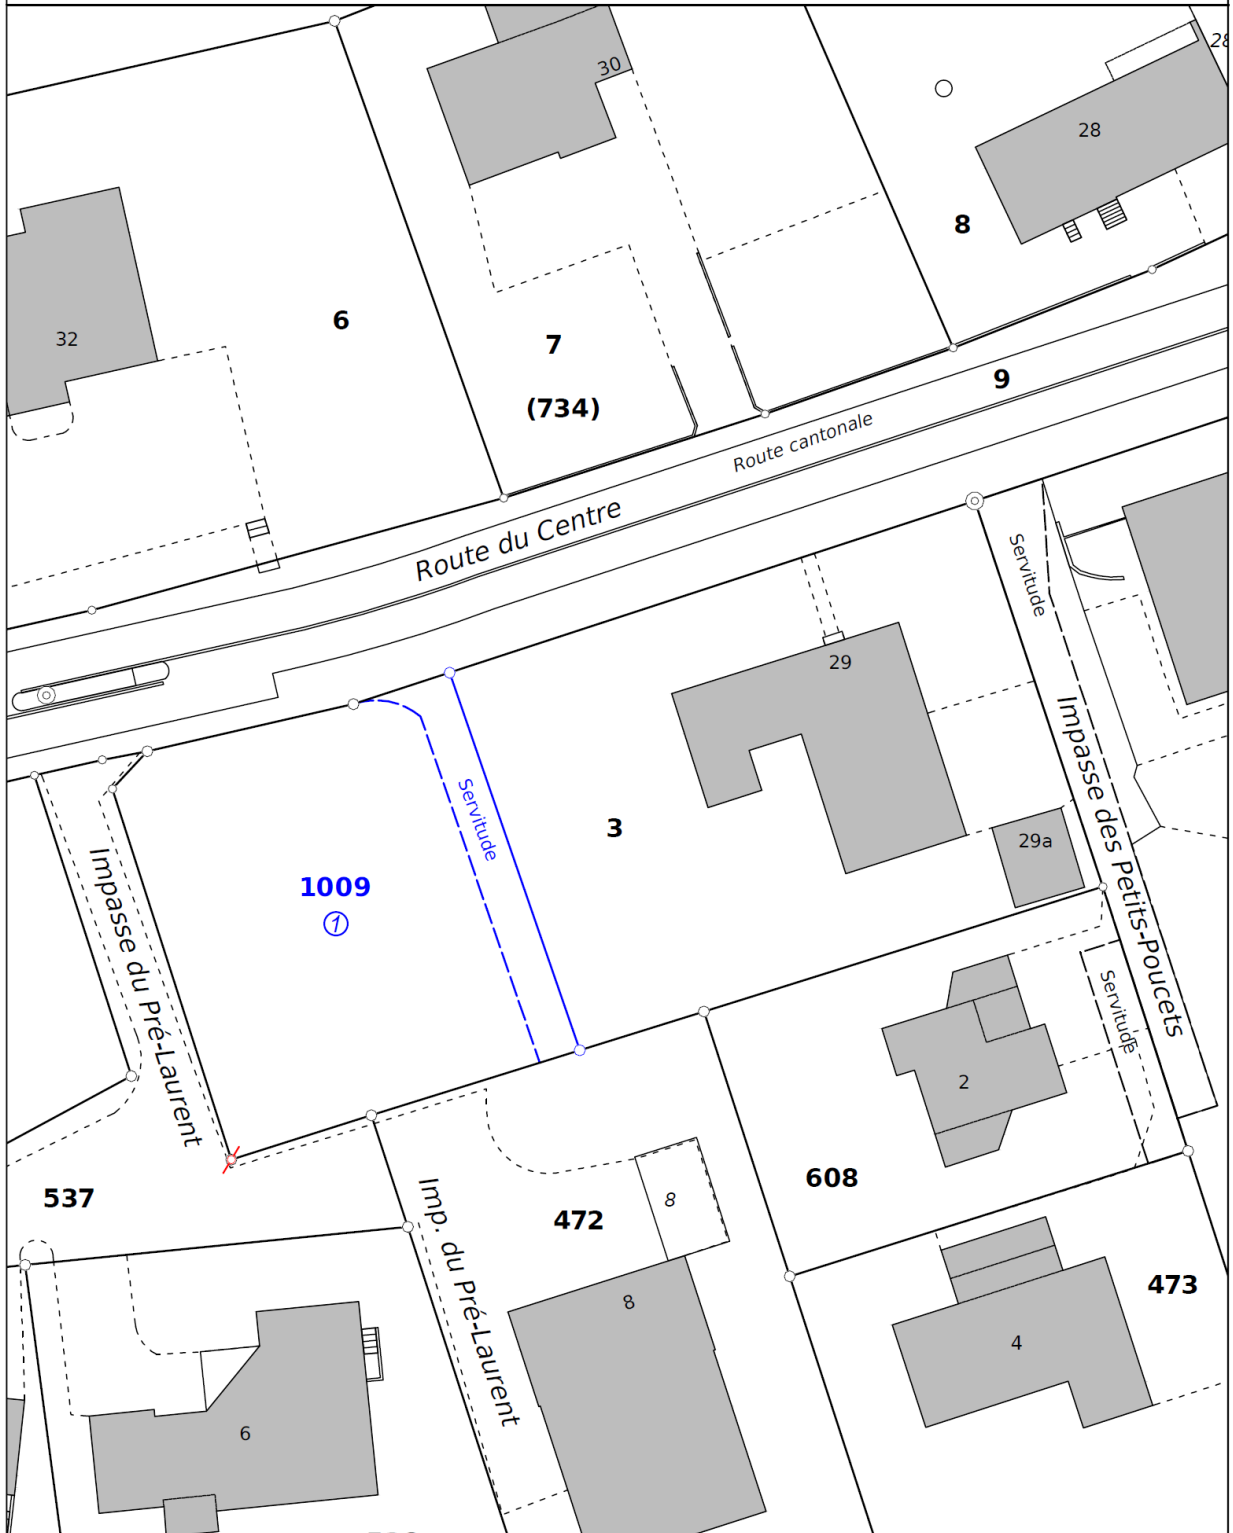 30
28
28
8
32
6
7
(734)
9
Route cantonale
Route du Centre
Servitude
29
Impasse des Petits-Poucets
Servitude
3
29a
1009
1
Impasse du Pré-Laurent
Servitude
2
537
608
472
8
Imp. du Pré-Laurent
473
8
4
6